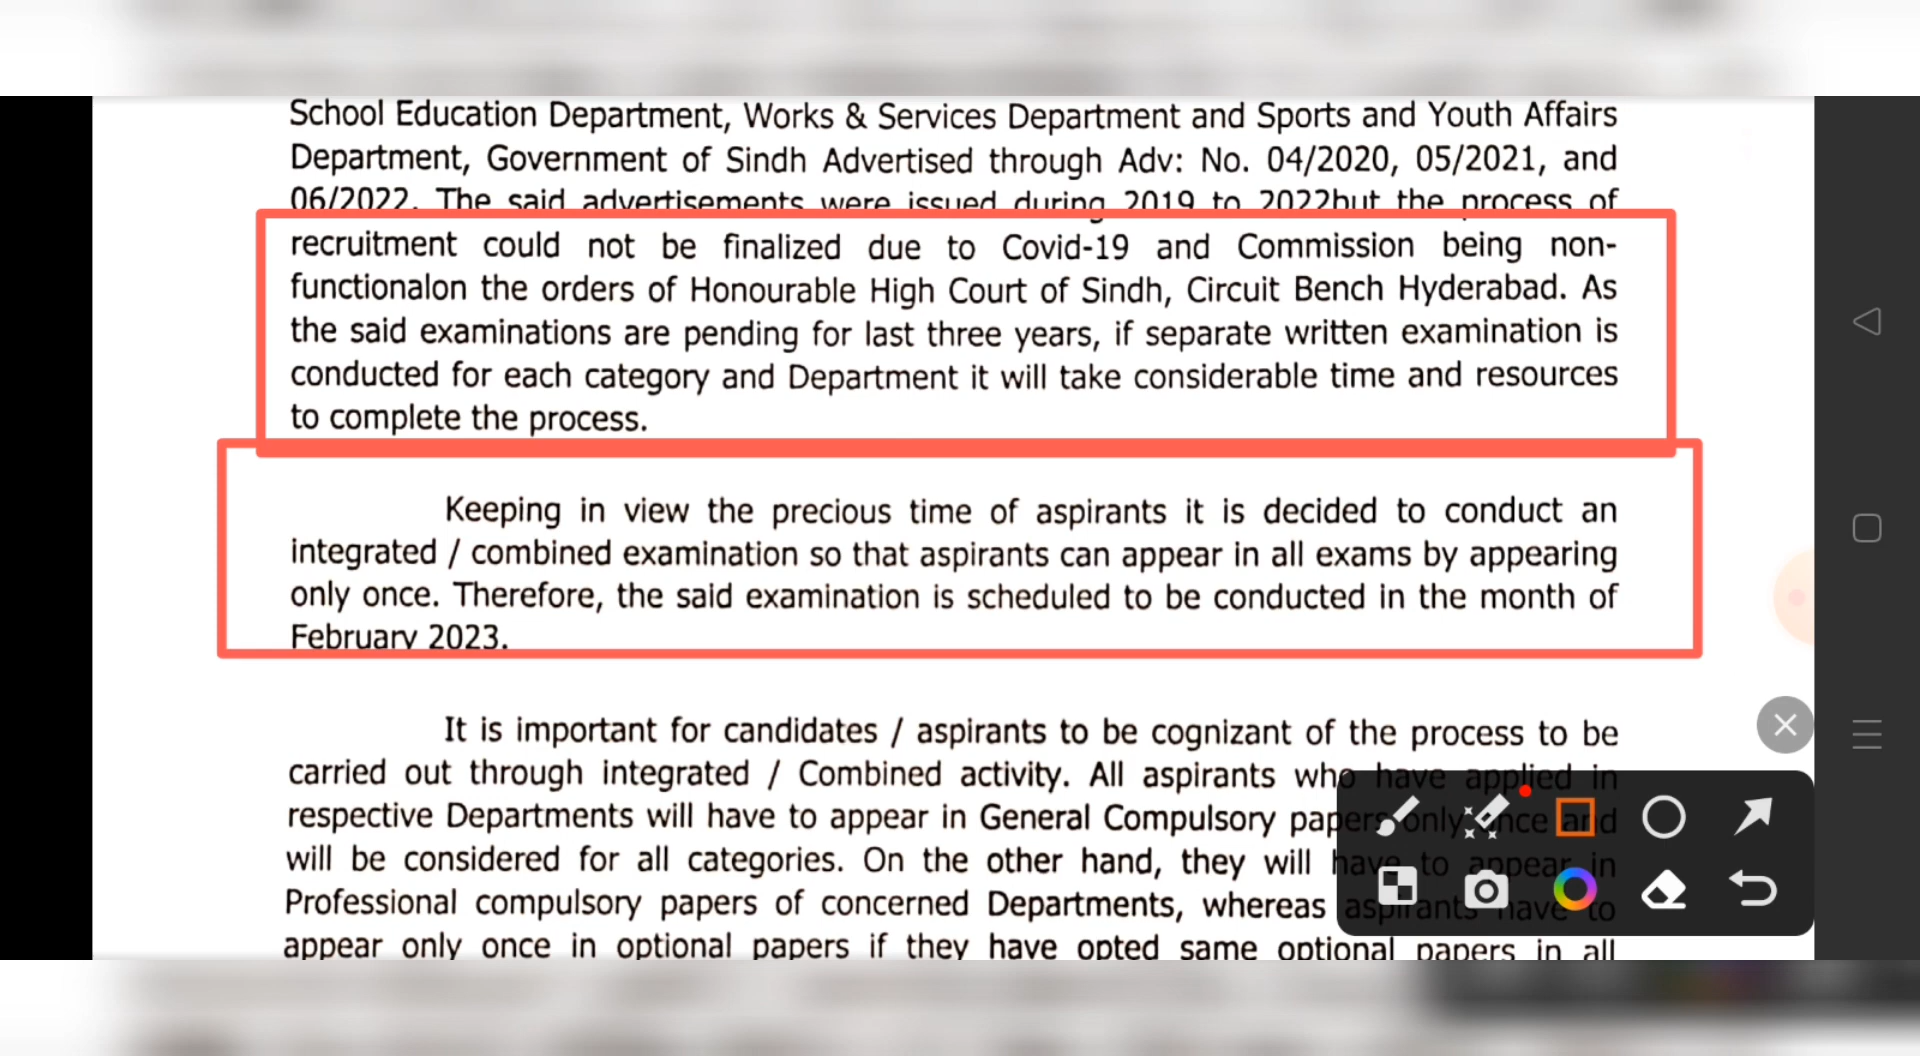 School Education Department, Works & Services Department and Sports and Youth Affairs
Department, Government of Sindh Advertised through Adv: No. 04/2020, 05/2021, and
06/2022. The said advertisements were issued during 2019 to 2022but the process of
recruitment could not be finalized due to Covid-19 and Commission being non-
functionalon the orders of Honourable High Court of Sindh, Circuit Bench Hyderabad. As
the said examinations are pending for last three years, if separate written examination is
conducted for each category and Department it will take considerable time and resources
to complete the process.
Keeping in view the precious time of aspirants it is decided to conduct an
integrated / combined examination so that aspirants can appear in all exams by appearing
only once. Therefore, the said examination is scheduled to be conducted in the month of
February 2023.
It is important for candidates / aspirants to be cognizant of the process to be
carried out through integrated / Combined activity. All aspirants who have applied in
respective Departments will have to appear in General Compulsory papers only once and
will be considered for all categories. On the other hand, they will have to appear in
Professional compulsory papers of concerned Departments, whereas aspirants have to
appear only once in optional papers if they have opted same optional papers in all